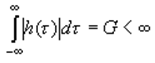 ∫_{-∞}^{∞} |h(τ)|dτ = G < ∞